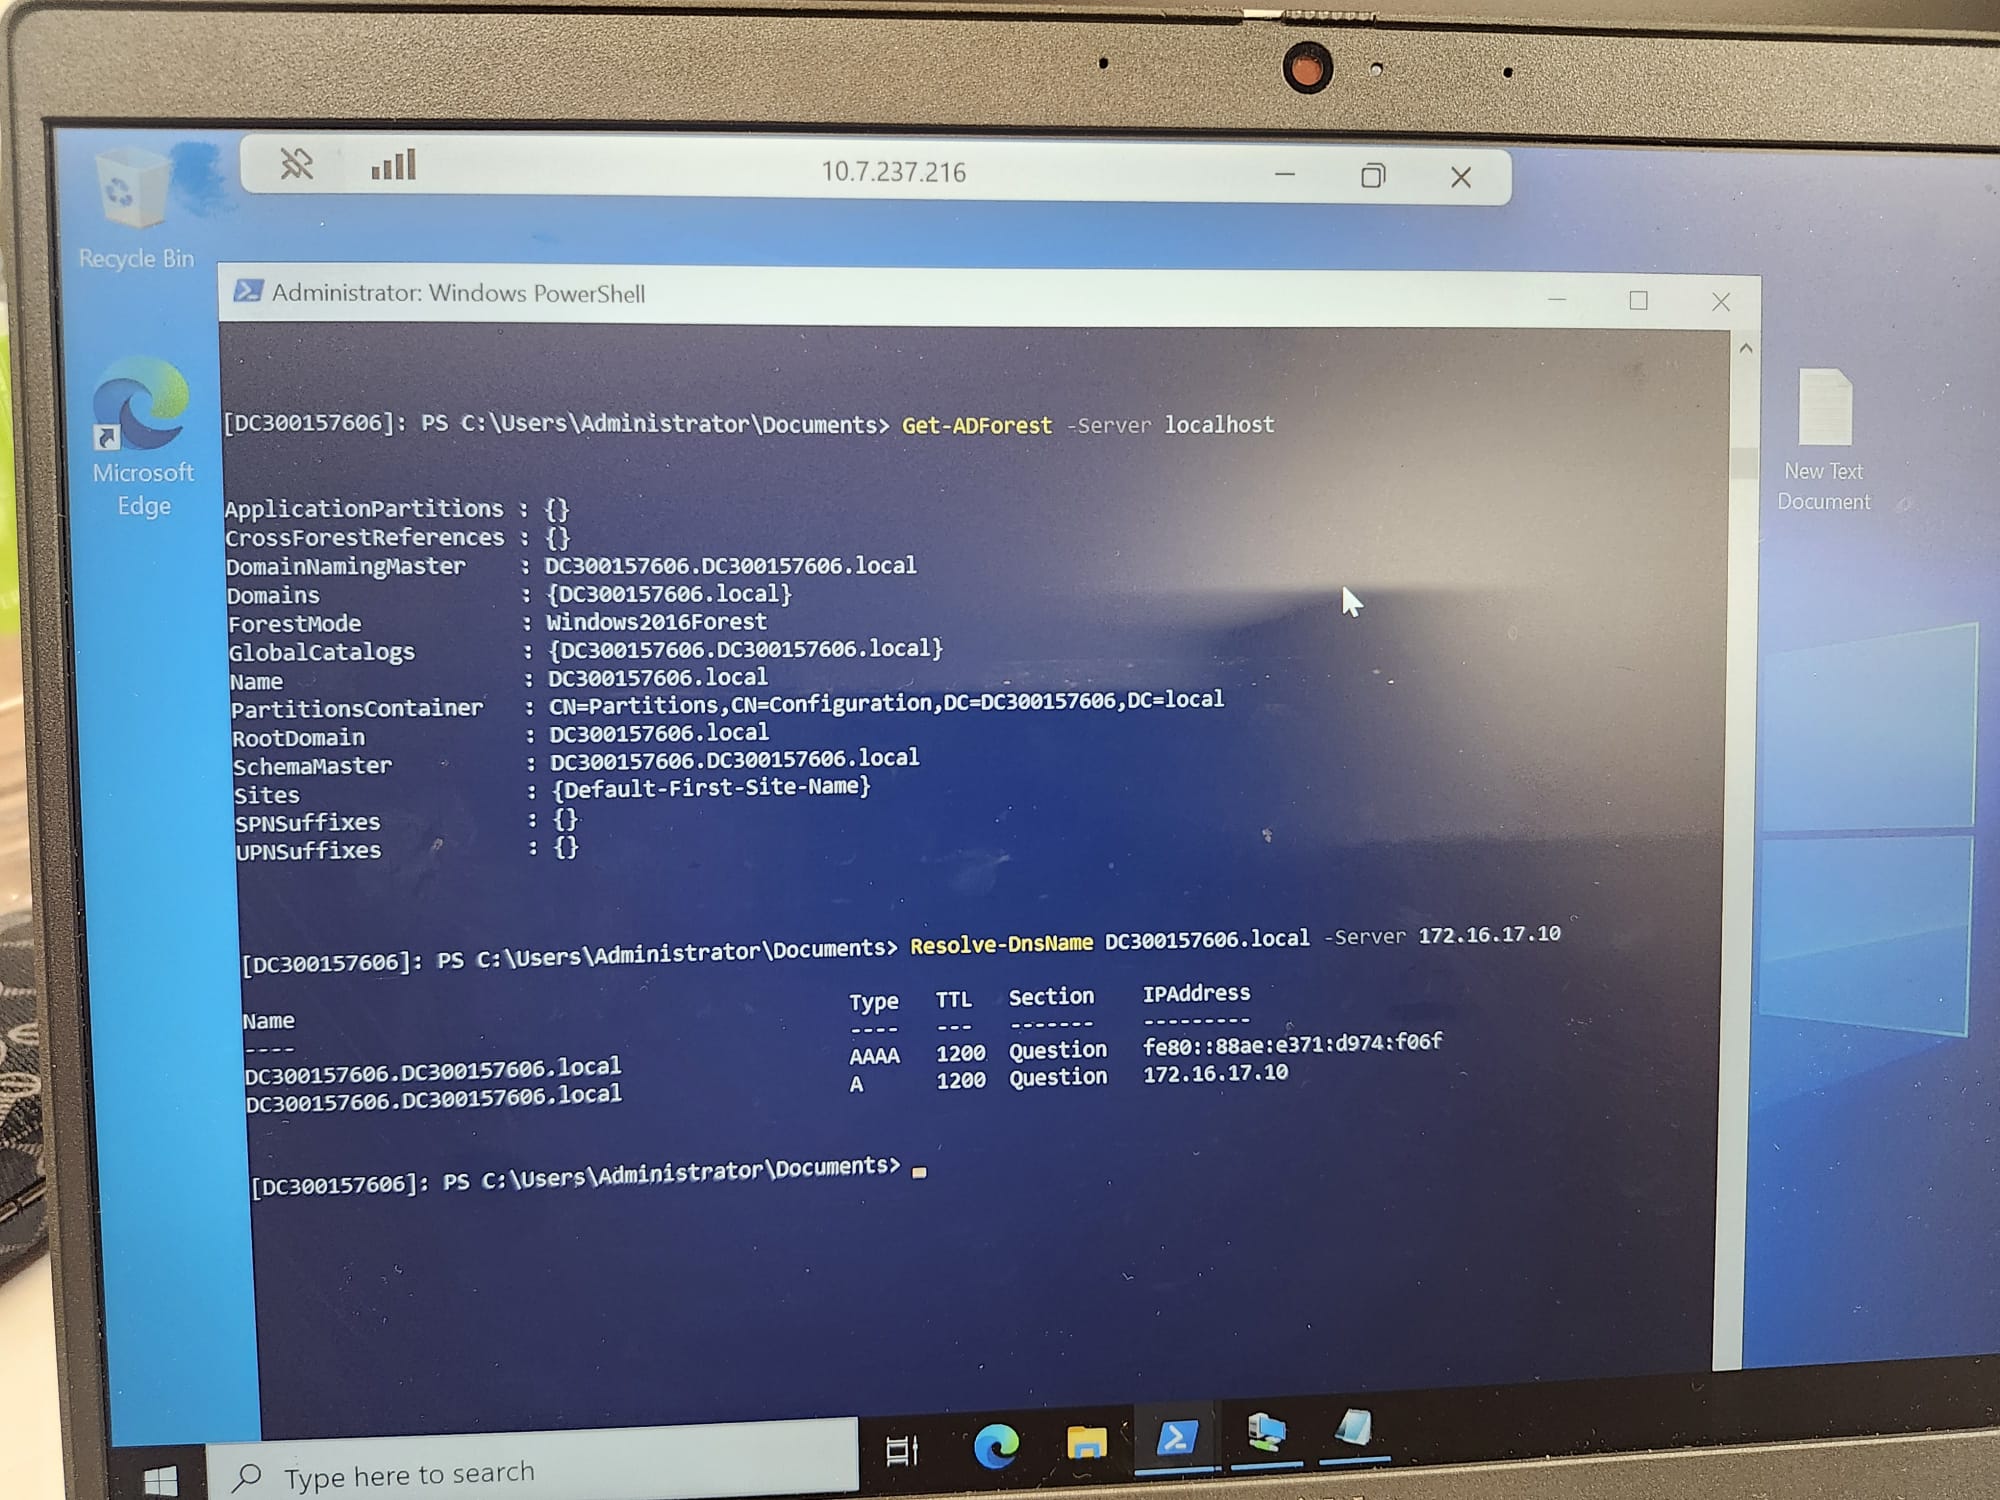 10.7.237.216
Recycle Bin
Administrator: Windows PowerShell
Microsoft
Edge
New Text
Document
[DC300157606]: PS C:\Users\Administrator\Documents> Get-ADForest -Server localhost
ApplicationPartitions : {}
CrossForestReferences : {}
DomainNamingMaster : DC300157606.DC300157606.local
Domains : {DC300157606.local}
ForestMode : Windows2016Forest
GlobalCatalogs : {DC300157606.DC300157606.local}
Name : DC300157606.local
PartitionsContainer : CN=Partitions,CN=Configuration,DC=DC300157606,DC=local
RootDomain : DC300157606.local
SchemaMaster : DC300157606.DC300157606.local
Sites : {Default-First-Site-Name}
SPNSuffixes : {}
UPNSuffixes : {}
[DC300157606]: PS C:\Users\Administrator\Documents> Resolve-DnsName DC300157606.local -Server 172.16.17.10
Name Type TTL Section IPAddress
---- ---- --- ------- ---------
DC300157606.DC300157606.local AAAA 1200 Question fe80::88ae:e371:d974:f06f
DC300157606.DC300157606.local A 1200 Question 172.16.17.10
[DC300157606]: PS C:\Users\Administrator\Documents>
Type here to search